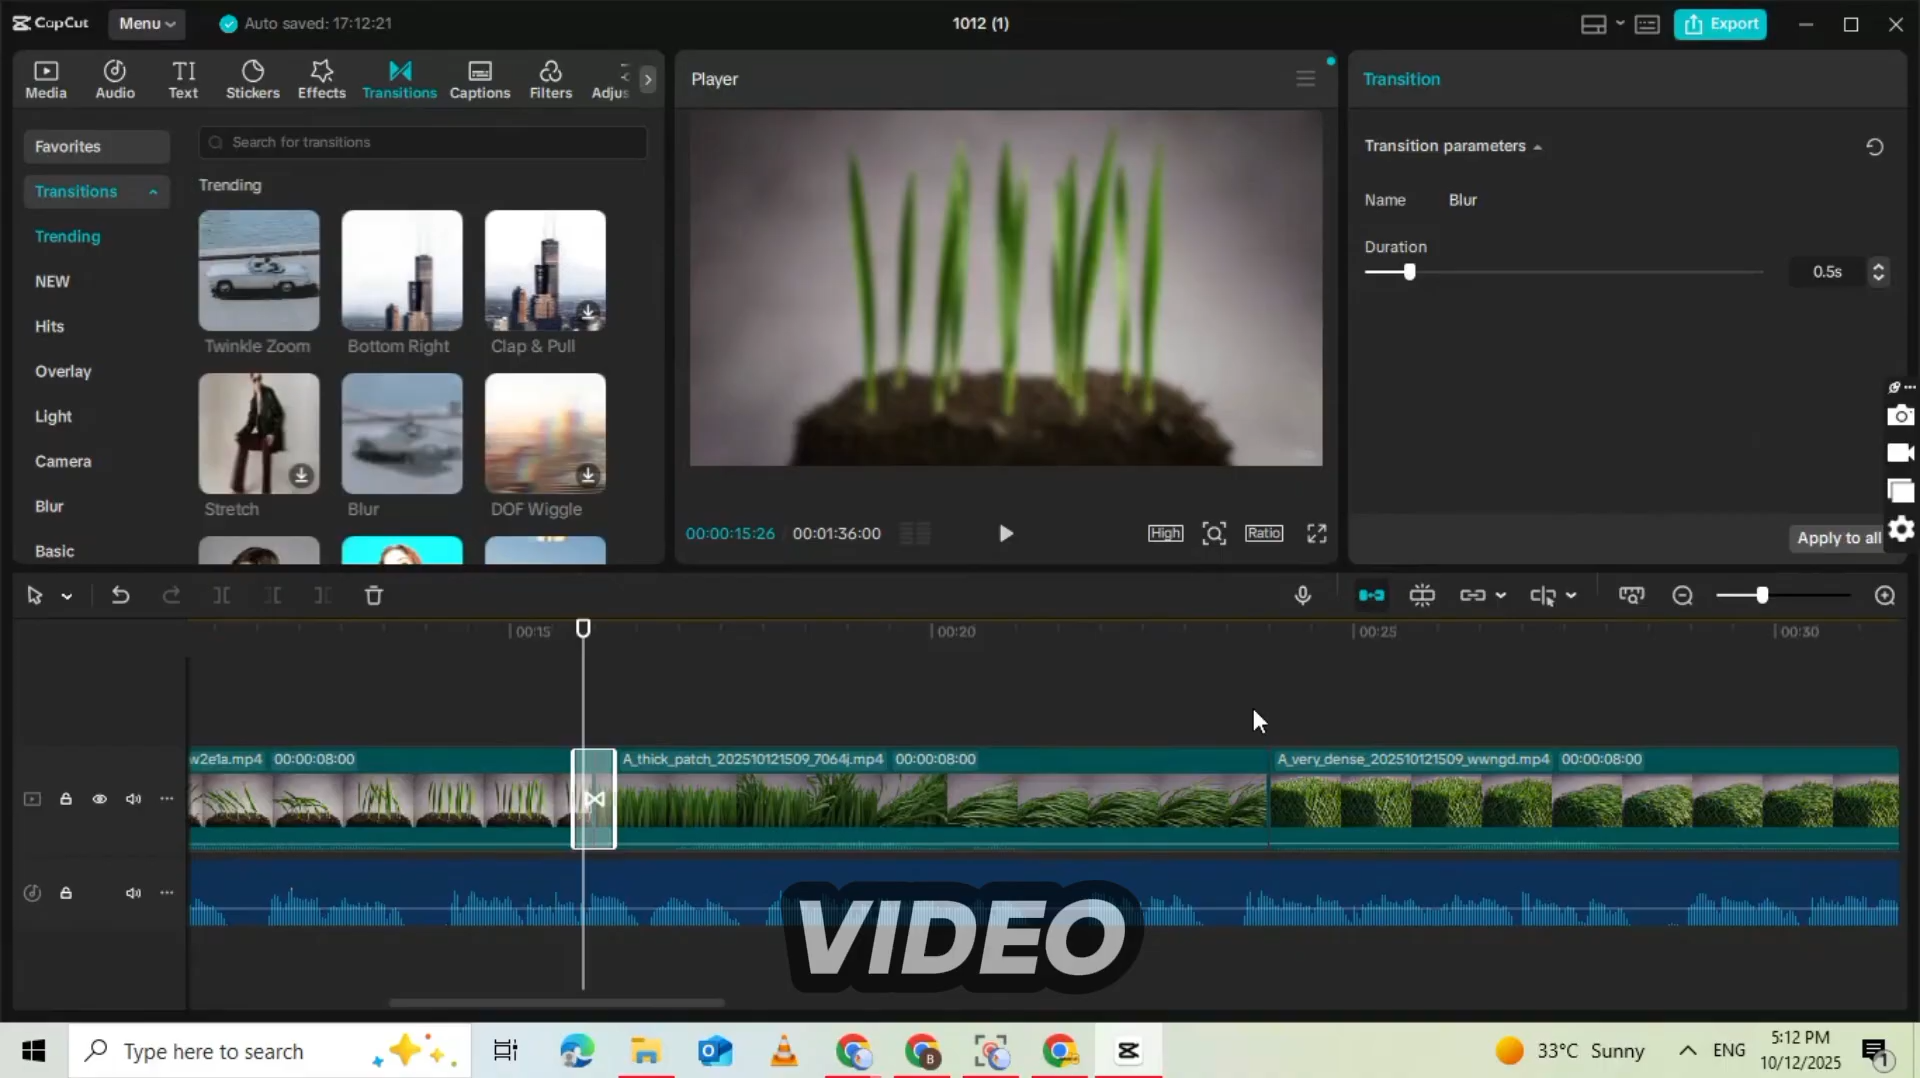 CapCut
Menu
Auto saved: 17:12:21
1012 (1)
Export
Media
Audio
TI
Text
Stickers
Effects
Transitions
Captions
Filters
Adjus
Player
Transition
Favorites
Search for transitions
Transitions
Trending
Trending
NEW
Hits
Overlay
Light
Camera
Blur
Basic
Twinkle Zoom
Bottom Right
Clap & Pull
Stretch
Blur
DOF Wiggle
Transition parameters
Name
Blur
Duration
0.5s
00:00:15:26
00:01:36:00
High
Ratio
Apply to all
00:15
00:20
00:25
00:30
w2e1a.mp4 00:00:08:00
A_thick_patch_202510121509_7064j.mp4 00:00:08:00
A_very_dense_202510121509_wwngd.mp4 00:00:08:00
VIDEO
Type here to search
B
33°C Sunny
ENG
5:12 PM
10/12/2025
1